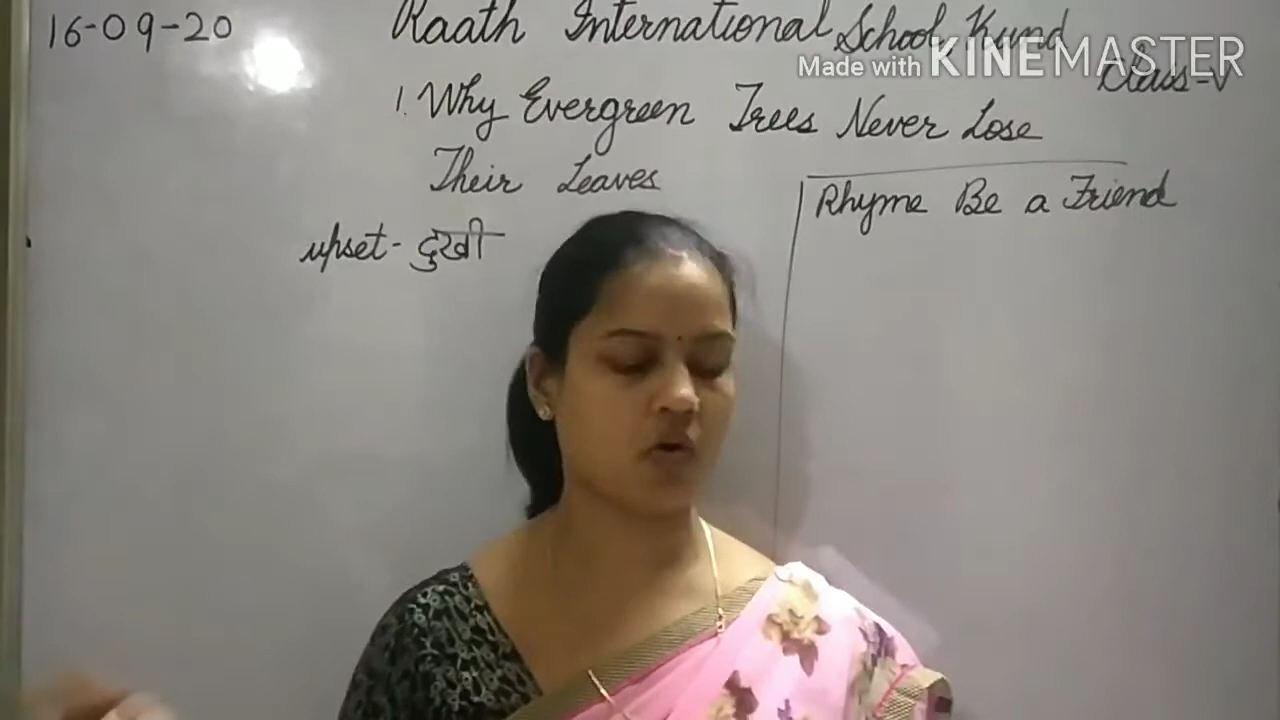 16-09-20
Raath International School, Kund
Made with KINEMASTER
Class-V
1. Why Evergreen Trees Never Lose
Their Leaves
Rhyme Be a Friend
upset- दुखी